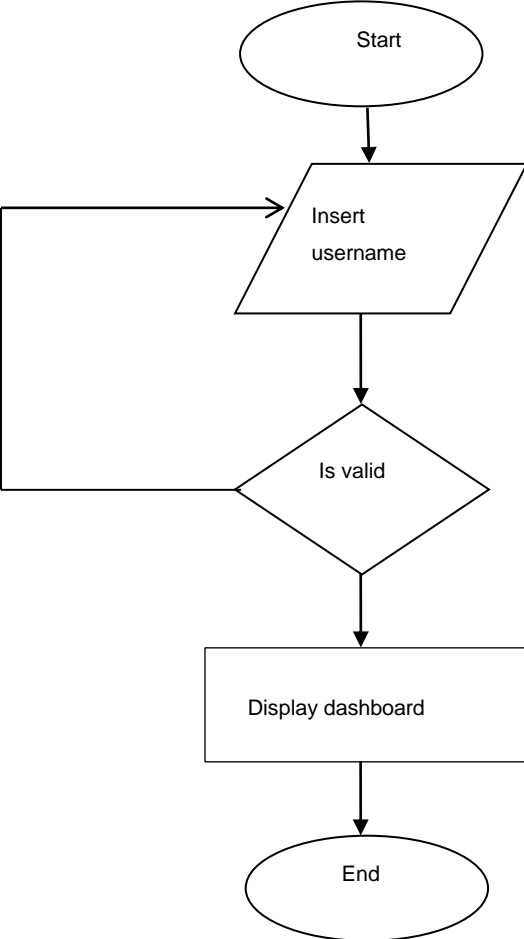 Start
Insert
username
Is valid
Display dashboard
End